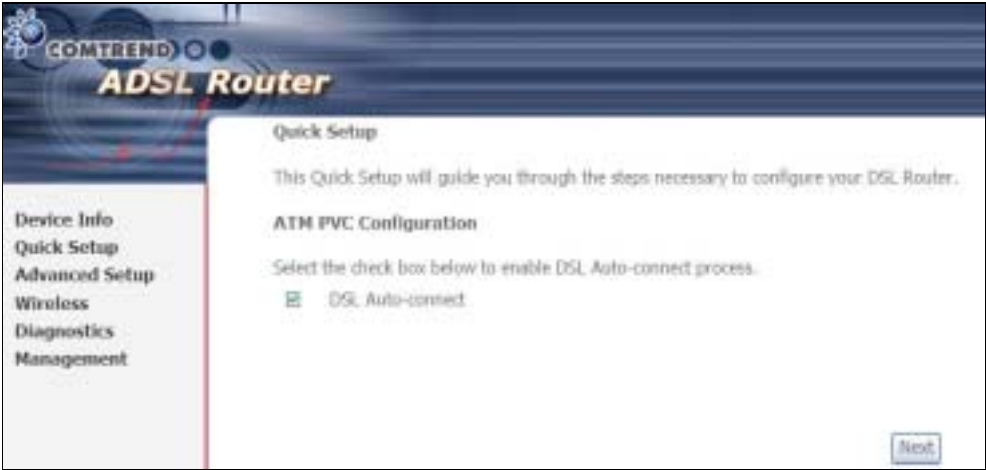 COMTREND
ADSL Router
Device Info
Quick Setup
Advanced Setup
Wireless
Diagnostics
Management
Quick Setup
This Quick Setup will guide you through the steps necessary to configure your DSL Router.
ATM PVC Configuration
Select the check box below to enable DSL Auto-connect process.
DSL Auto-connect
Next